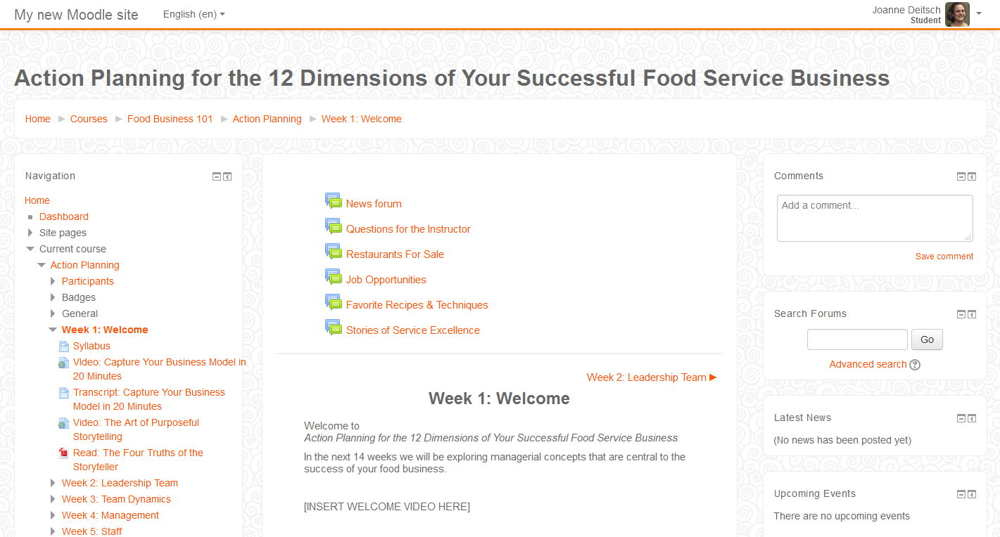 My new Moodle site
English (en)
Joanne Deitsch
Student
Action Planning for the 12 Dimensions of Your Successful Food Service Business
Home
Courses
Food Business 101
Action Planning
Week 1: Welcome
Navigation
Home
Dashboard
Site pages
Current course
Action Planning
Participants
Badges
General
Week 1: Welcome
Syllabus
VIdeo: Capture Your Business Model in
20 Minutes
Transcript: Capture Your Business
Model in 20 Minutes
Video: The Art of Purposeful
Storytelling
Read: The Four Truths of the
Storyteller
Week 2: Leadership Team
Week 3: Team Dynamics
Week 4: Management
Week 5: Staff
News forum
Questions for the Instructor
Restaurants For Sale
Job Opportunities
Favorite Recipes & Techniques
Stories of Service Excellence
Week 2: Leadership Team
Week 1: Welcome
Welcome to
Action Planning for the 12 Dimensions of Your Successful Food Service Business
In the next 14 weeks we will be exploring managerial concepts that are central to the
success of your food business.
[INSERT WELCOME VIDEO HERE]
Comments
Add a comment...
Save comment
Search Forums
Go
Advanced search ?
Latest News
(No news has been posted yet)
Upcoming Events
There are no upcoming events